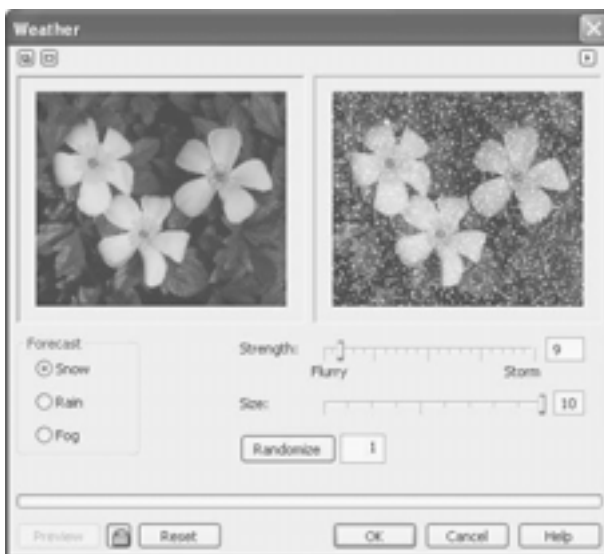 Weather
Forecast
Snow
Rain
Fog
Strength:
9
Flurry
Storm
Size:
10
Randomize
1
Preview
Reset
OK
Cancel
Help